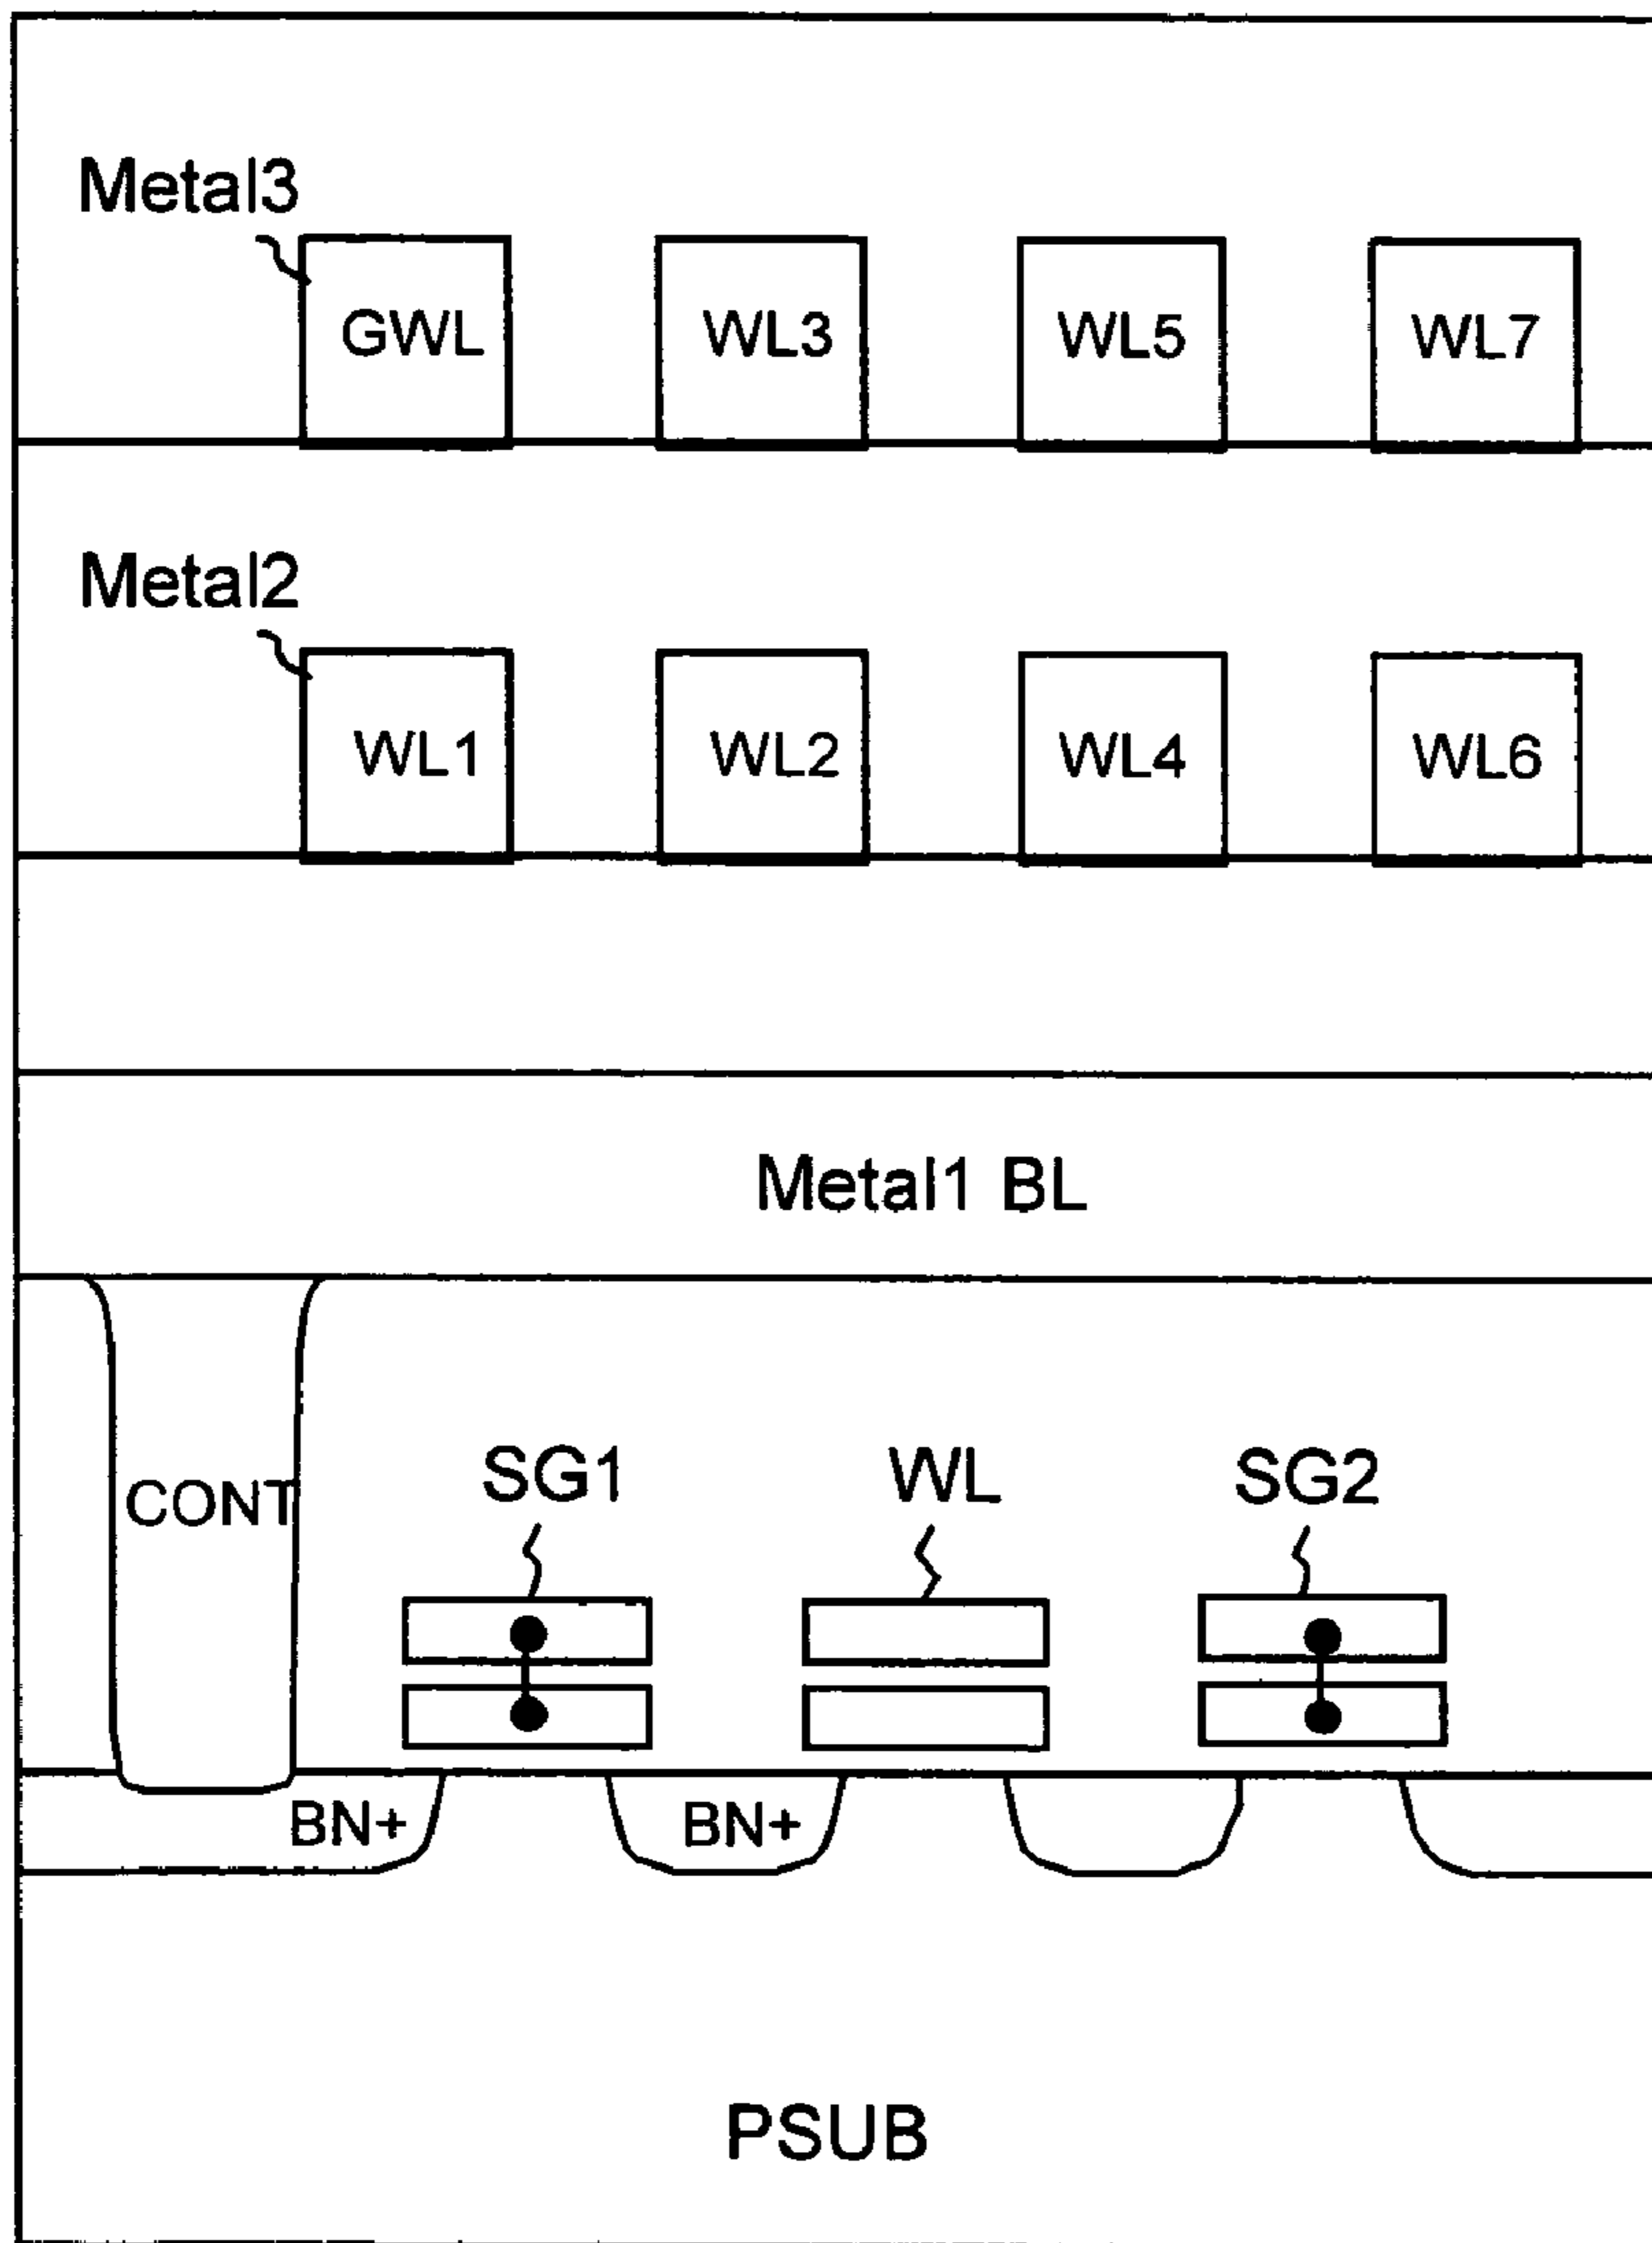 Metal3
GWL WL3 WL5 WL7
Metal2
WL1 WL2 WL4 WL6
Metal1 BL
SG1 WL SG2
CONT
BN+ BN+
PSUB